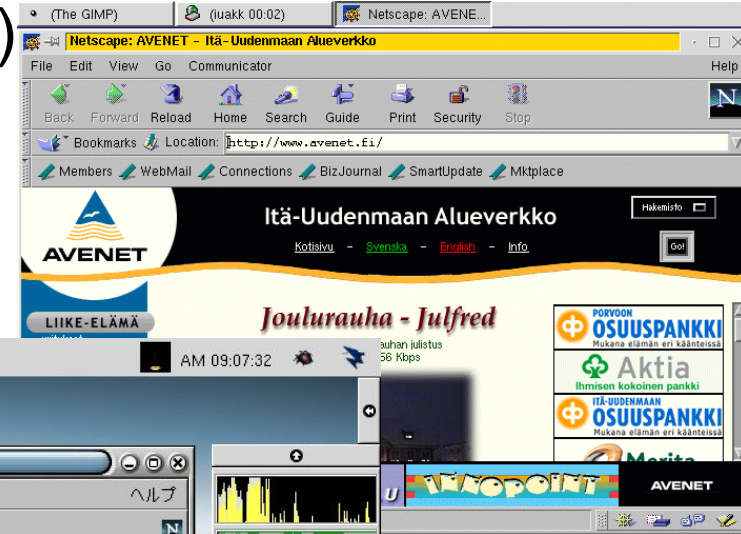 (The GIMP) (iuakk 00:02) Netscape: AVENE...
)
Netscape: AVENET - Itä-Uudenmaan Alueverkko
File Edit View Go Communicator Help
Back Forward Reload Home Search Guide Print Security Stop
Bookmarks Location: http://www.avenet.fi/
Members WebMail Connections BizJournal SmartUpdate Mktplace
AVENET
Itä-Uudenmaan Alueverkko
Kotisivu - Svenska - English - Info
Hakemisto
Go!
LIIKE-ELÄMÄ
Joulurauha - Julfred
auhan julistus
56 Kbps
PORVOON
OSUUSPANKKI
Mukana elämän eri käänteissä
Aktia
Ihmisen kokoinen pankki
ITÄ-UUDENMAAN
OSUUSPANKKI
Mukana elämän eri käänteissä
Merita
U
INNOPOINT
AVENET
AM 09:07:32
ヘルプ
N